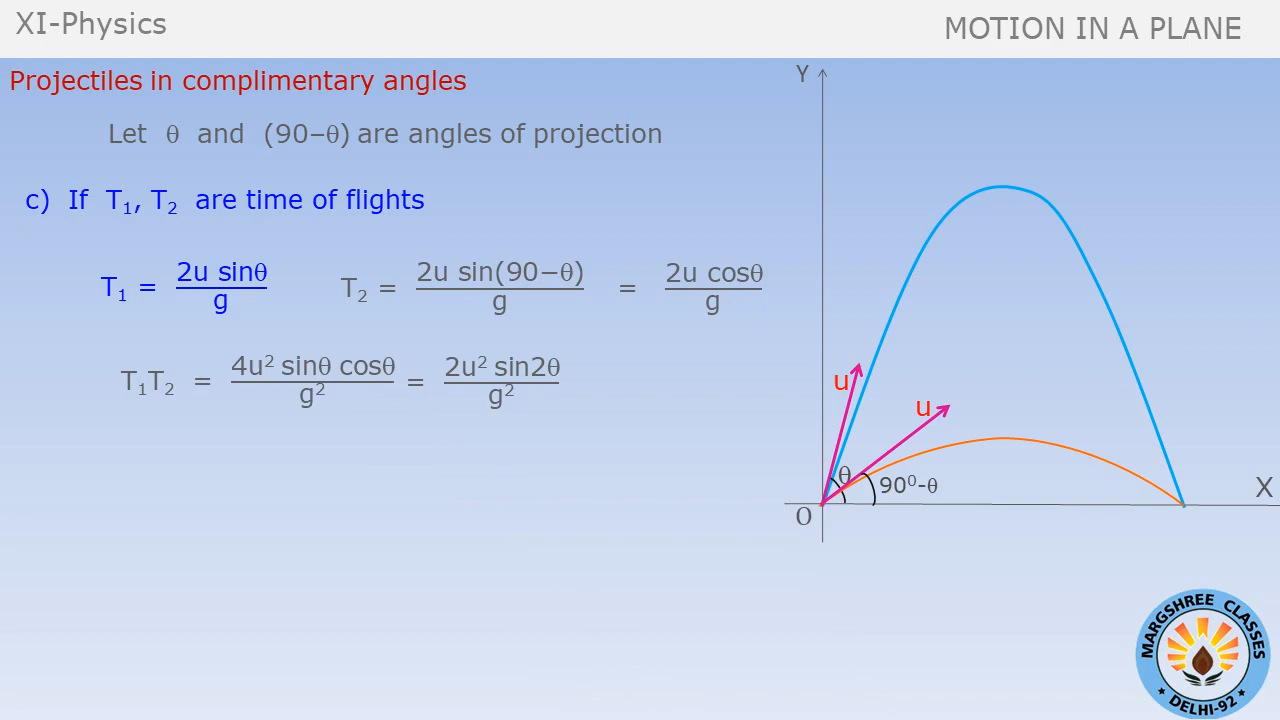 XI-Physics
MOTION IN A PLANE
Projectiles in complimentary angles
Let θ and (90–θ) are angles of projection
c) If T₁, T₂ are time of flights
T₁ = 2u sinθ / g T₂ = 2u sin(90−θ) / g = 2u cosθ / g
T₁T₂ = 4u² sinθ cosθ / g² = 2u² sin2θ / g²
Y
u
u
θ
90⁰-θ
X
O
MARGSHREE CLASSES
DELHI-92